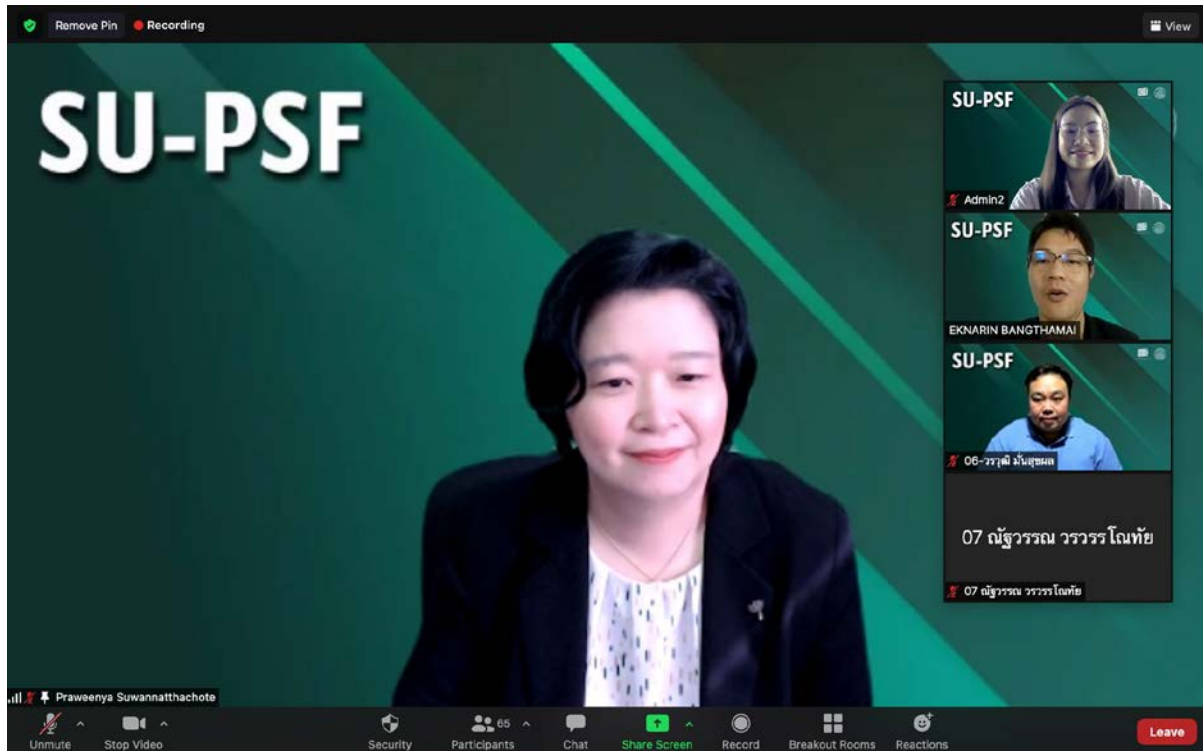 Remove Pin
Recording
View
SU-PSF
SU-PSF
Admin2
SU-PSF
EKNARIN BANGTHAMAI
SU-PSF
06-วรวุฒิ มั่นสุขผล
07 ณัฐวรรณ วรวรรโณทัย
07 ณัฐวรรณ วรวรรโณทัย
Praweenya Suwannatthachote
Unmute
Stop Video
Security
65
Participants
Chat
Share Screen
Record
Breakout Rooms
Reactions
Leave